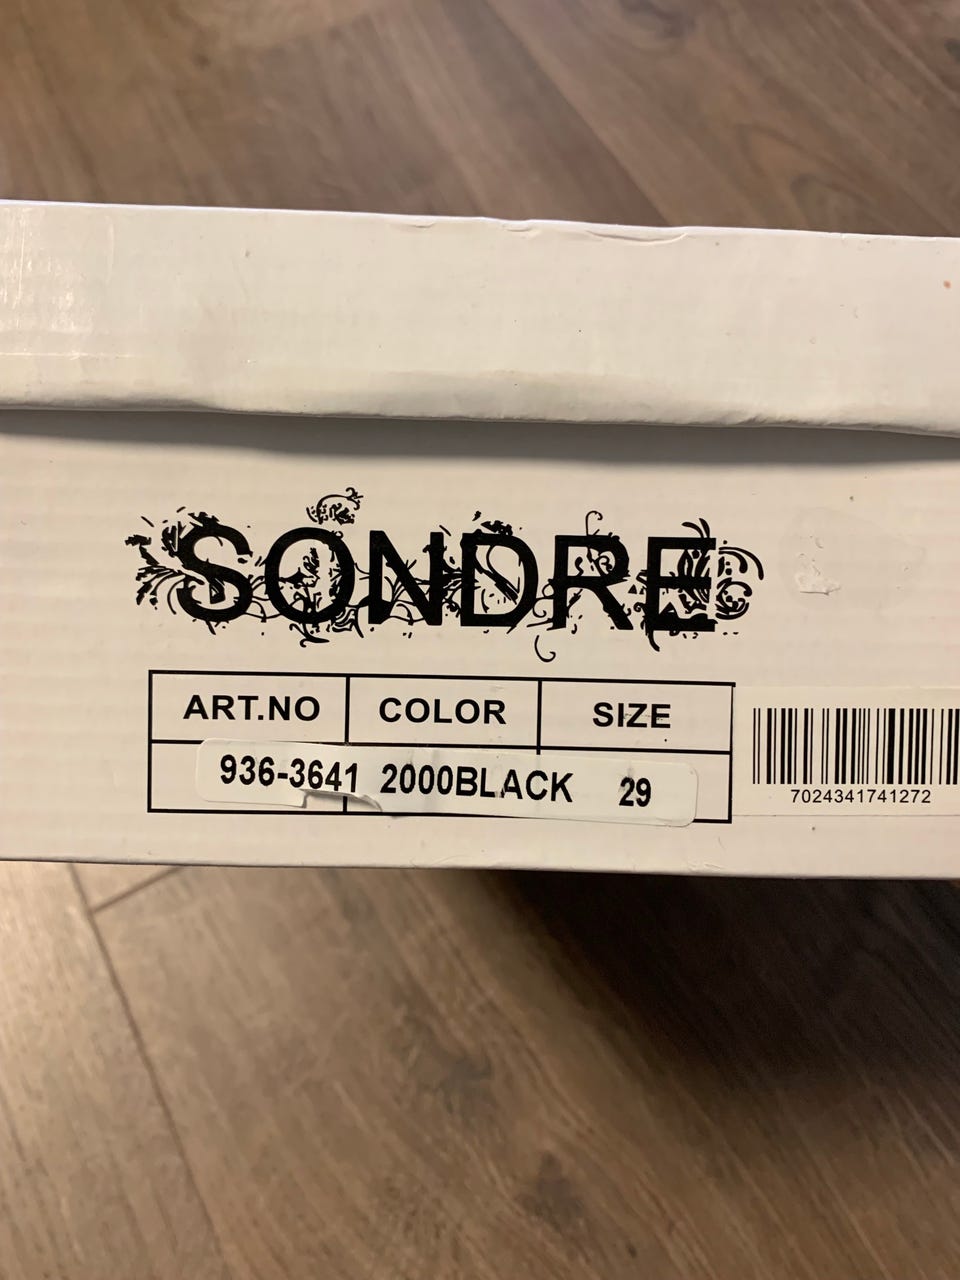 SONDRE
ART.NO COLOR SIZE
936-3641 2000BLACK 29
7024341741272